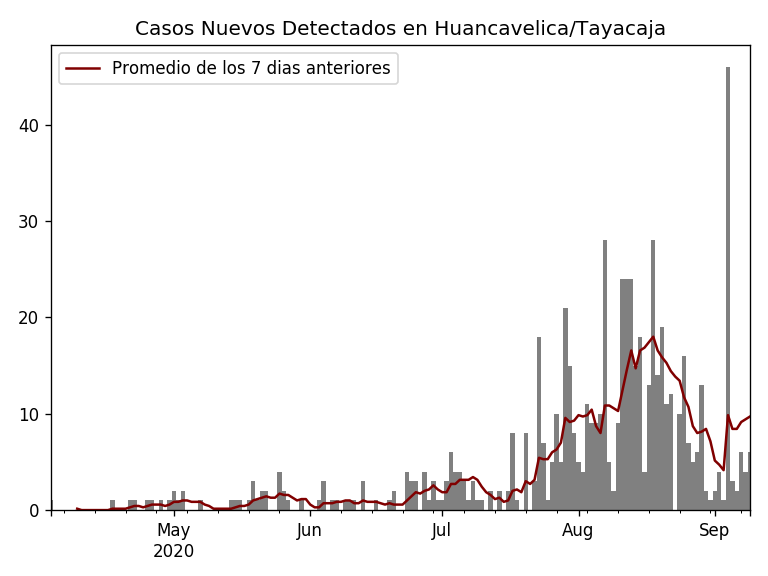 Casos Nuevos Detectados en Huancavelica/Tayacaja
Promedio de los 7 dias anteriores
40
30
20
10
0
May Jun Jul Aug Sep
2020